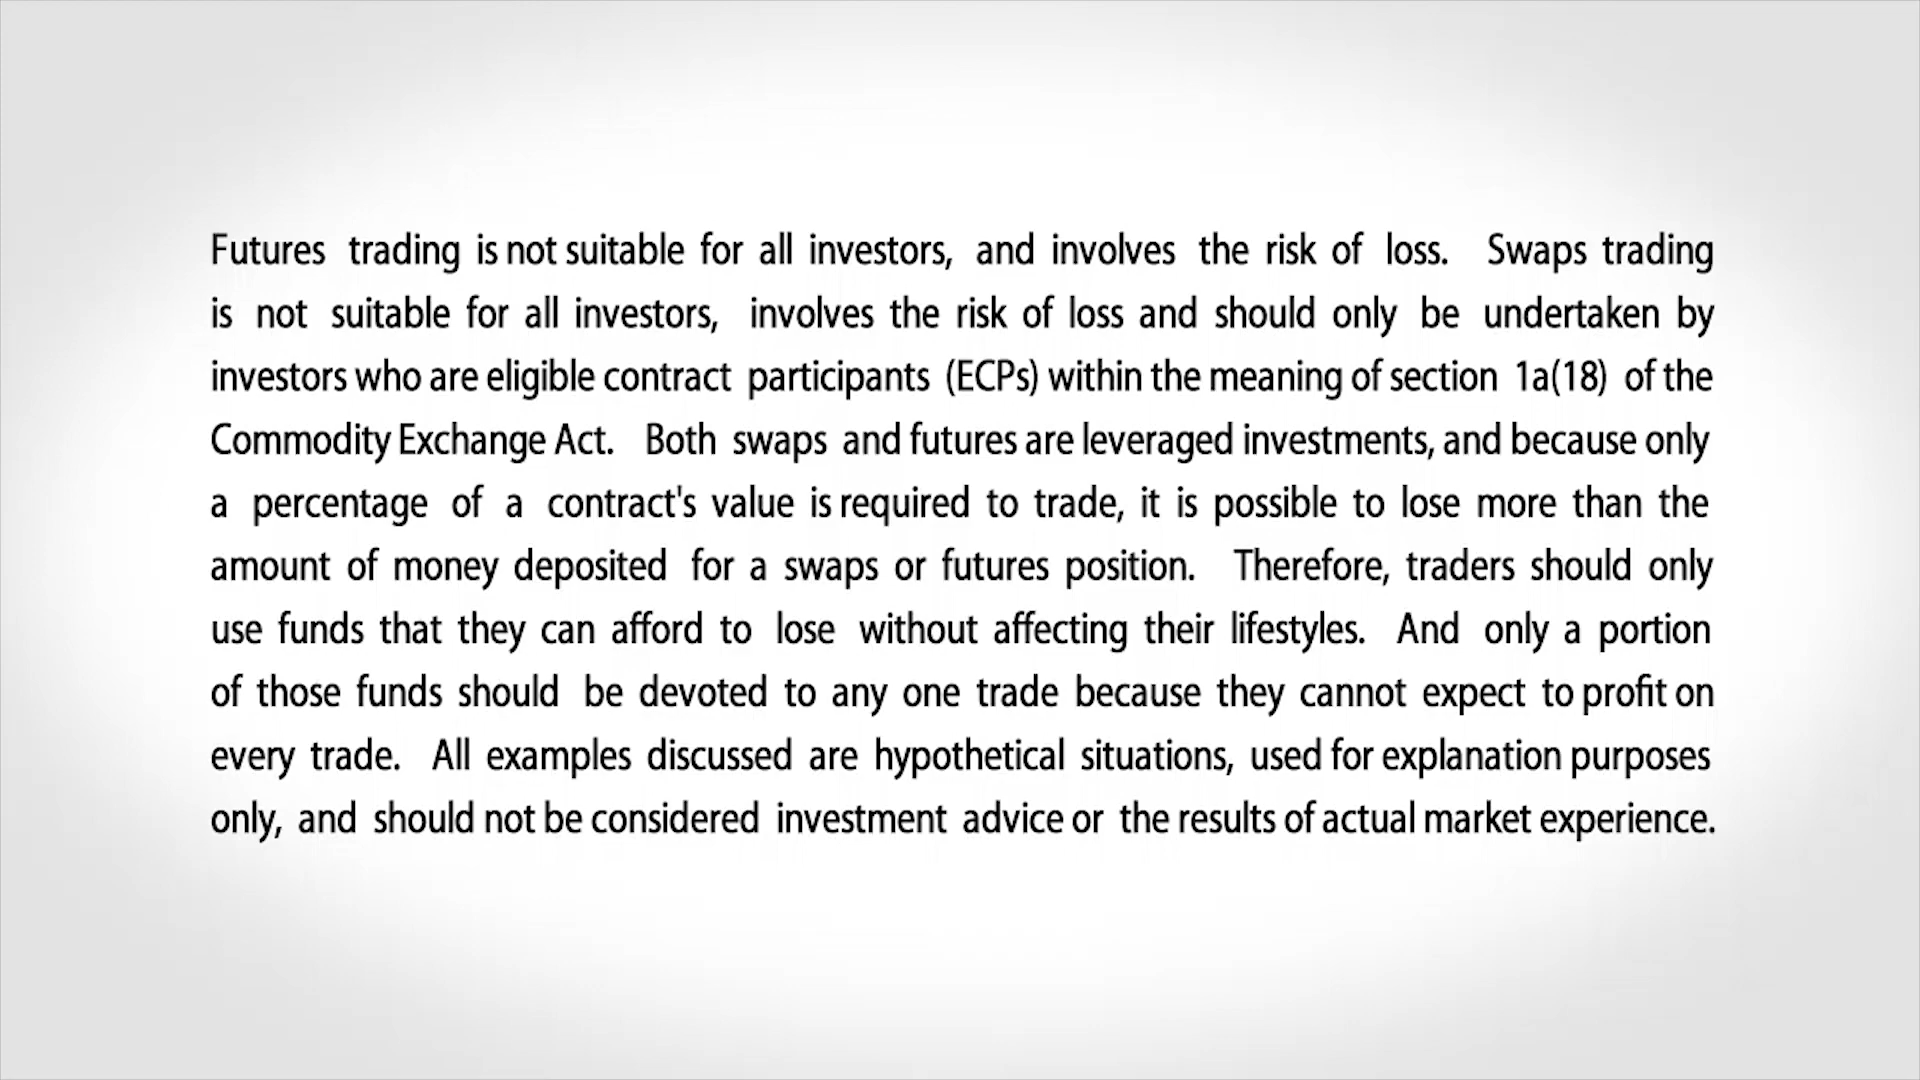 Futures trading is not suitable for all investors, and involves the risk of loss. Swaps trading
is not suitable for all investors, involves the risk of loss and should only be undertaken by
investors who are eligible contract participants (ECPs) within the meaning of section 1a(18) of the
Commodity Exchange Act. Both swaps and futures are leveraged investments, and because only
a percentage of a contract's value is required to trade, it is possible to lose more than the
amount of money deposited for a swaps or futures position. Therefore, traders should only
use funds that they can afford to lose without affecting their lifestyles. And only a portion
of those funds should be devoted to any one trade because they cannot expect to profit on
every trade. All examples discussed are hypothetical situations, used for explanation purposes
only, and should not be considered investment advice or the results of actual market experience.